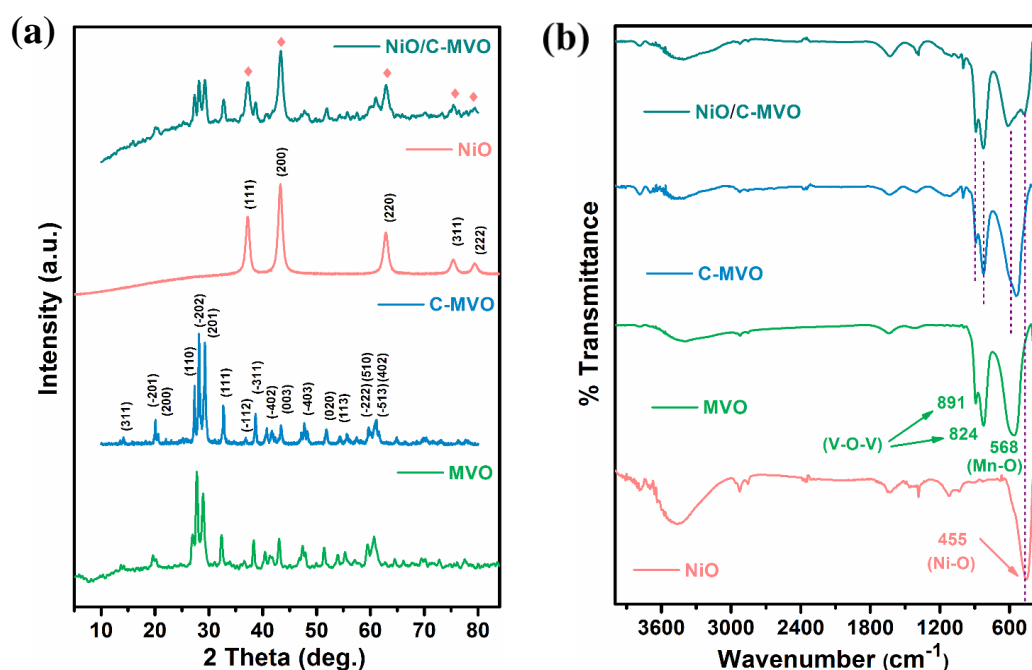 (a)
NiO/C-MVO
NiO
(111)
(200)
(220)
(311)
(222)
C-MVO
(311)
(-201)
(200)
(110)
(-202)
(201)
(111)
(-112)
(-311)
(-402)
(003)
(-403)
(020)
(113)
(-222)(510)
(-513)(402)
MVO
Intensity (a.u.)
10 20 30 40 50 60 70 80
2 Theta (deg.)
(b)
NiO/C-MVO
C-MVO
MVO
891
(V-O-V)
824
568
(Mn-O)
455
(Ni-O)
NiO
% Transmittance
3600 3000 2400 1800 1200 600
Wavenumber (cm⁻¹)